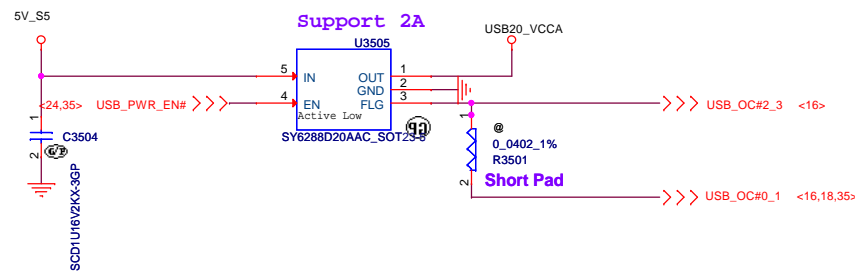 Support 2A
5V_S5
USB20_VCCA
U3505
5
IN
OUT
1
GND
2
<24,35>
USB_PWR_EN#
4
EN
FLG
3
USB_OC#2_3
<16>
Active Low
1
C3504
2
G/P
SCD1U16V2KX-3GP
SY6288D20AAC_SOT23-5
1
@
0_0402_1%
R3501
2
Short Pad
USB_OC#0_1
<16,18,35>